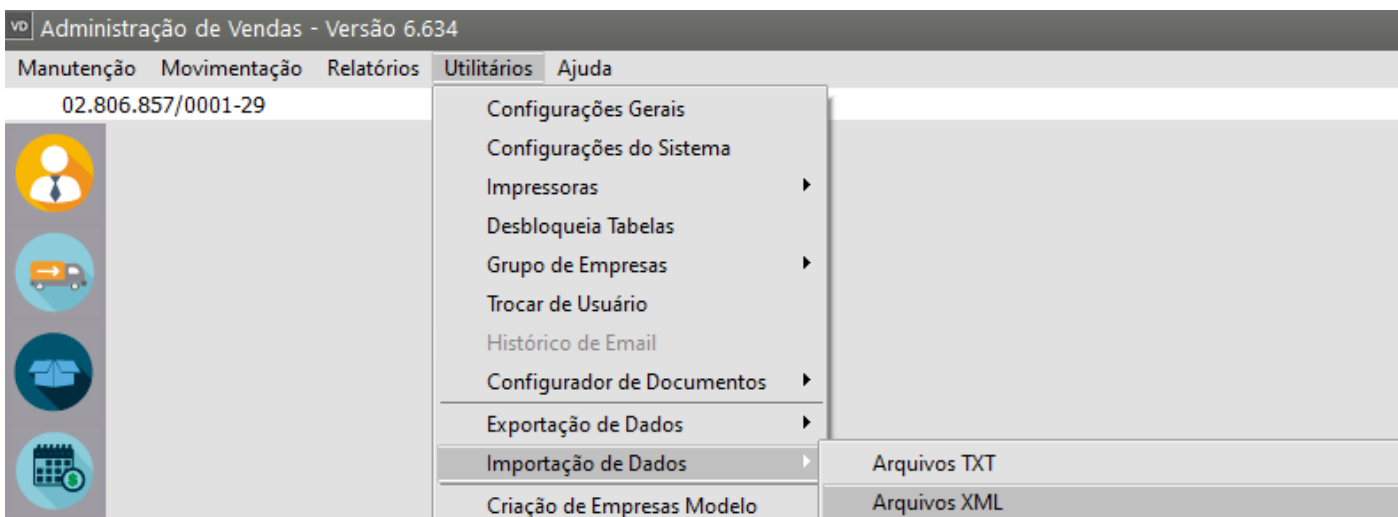 VD Administração de Vendas - Versão 6.634
Manutenção Movimentação Relatórios Utilitários Ajuda
02.806.857/0001-29
Configurações Gerais
Configurações do Sistema
Impressoras
Desbloqueia Tabelas
Grupo de Empresas
Trocar de Usuário
Histórico de Email
Configurador de Documentos
Exportação de Dados
Importação de Dados
Arquivos TXT
Criação de Empresas Modelo
Arquivos XML